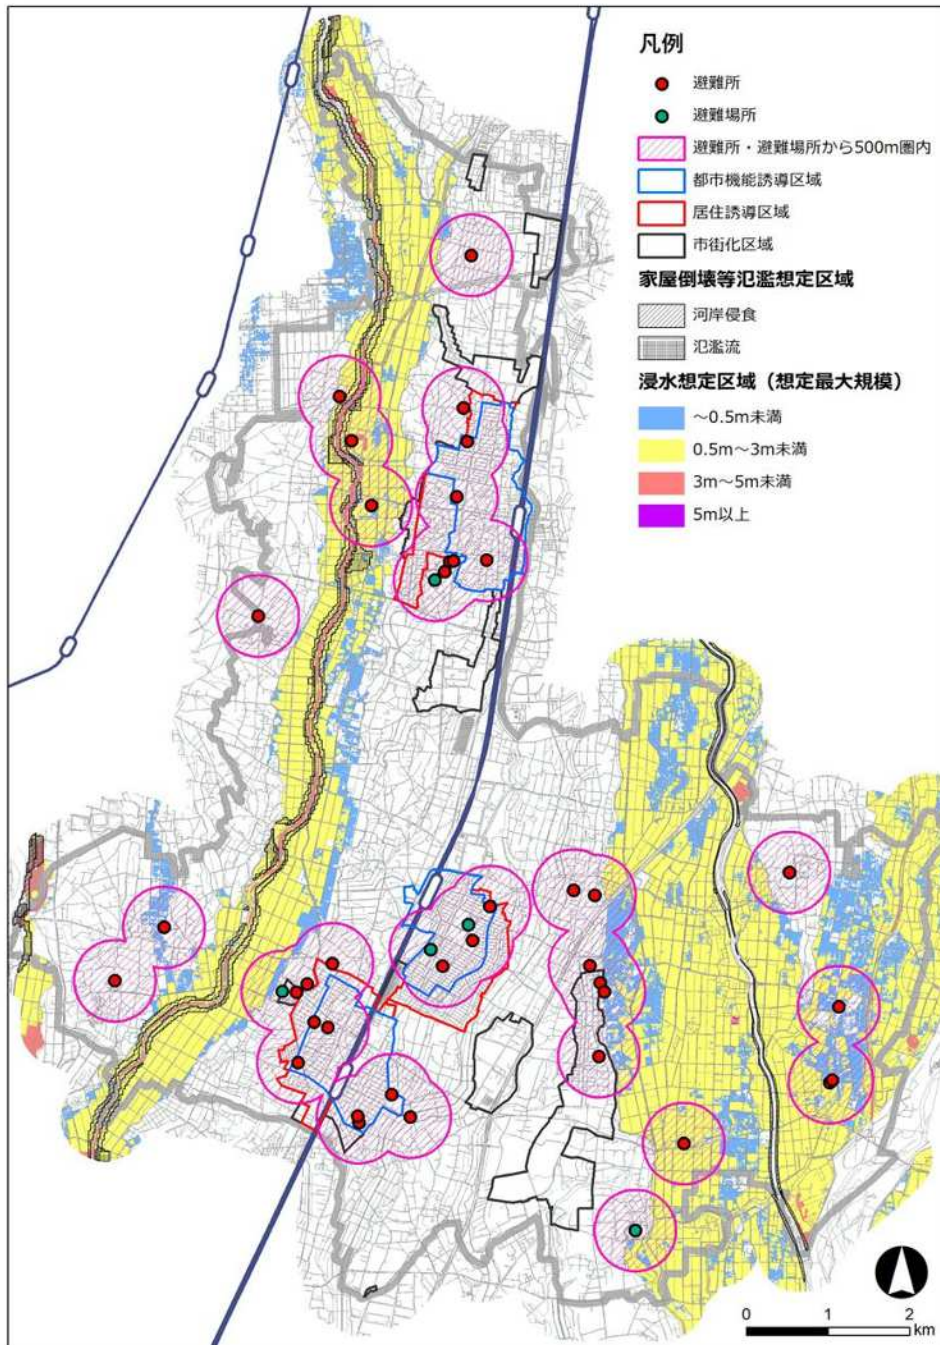 凡例
避難所
避難場所
避難所・避難場所から500m圏内
都市機能誘導区域
居住誘導区域
市街化区域
家屋倒壊等氾濫想定区域
河岸侵食
氾濫流
浸水想定区域（想定最大規模）
～0.5m未満
0.5m～3m未満
3m～5m未満
5m以上
0 1 2
km